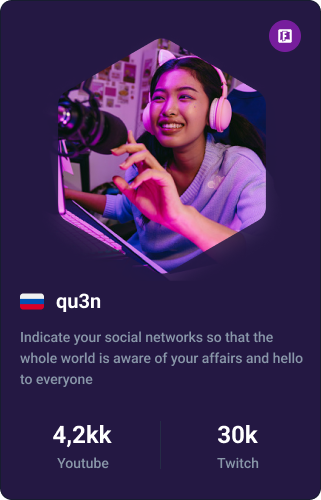 qu3n
Indicate your social networks so that the
whole world is aware of your affairs and hello
to everyone
4,2kk
30k
Youtube
Twitch